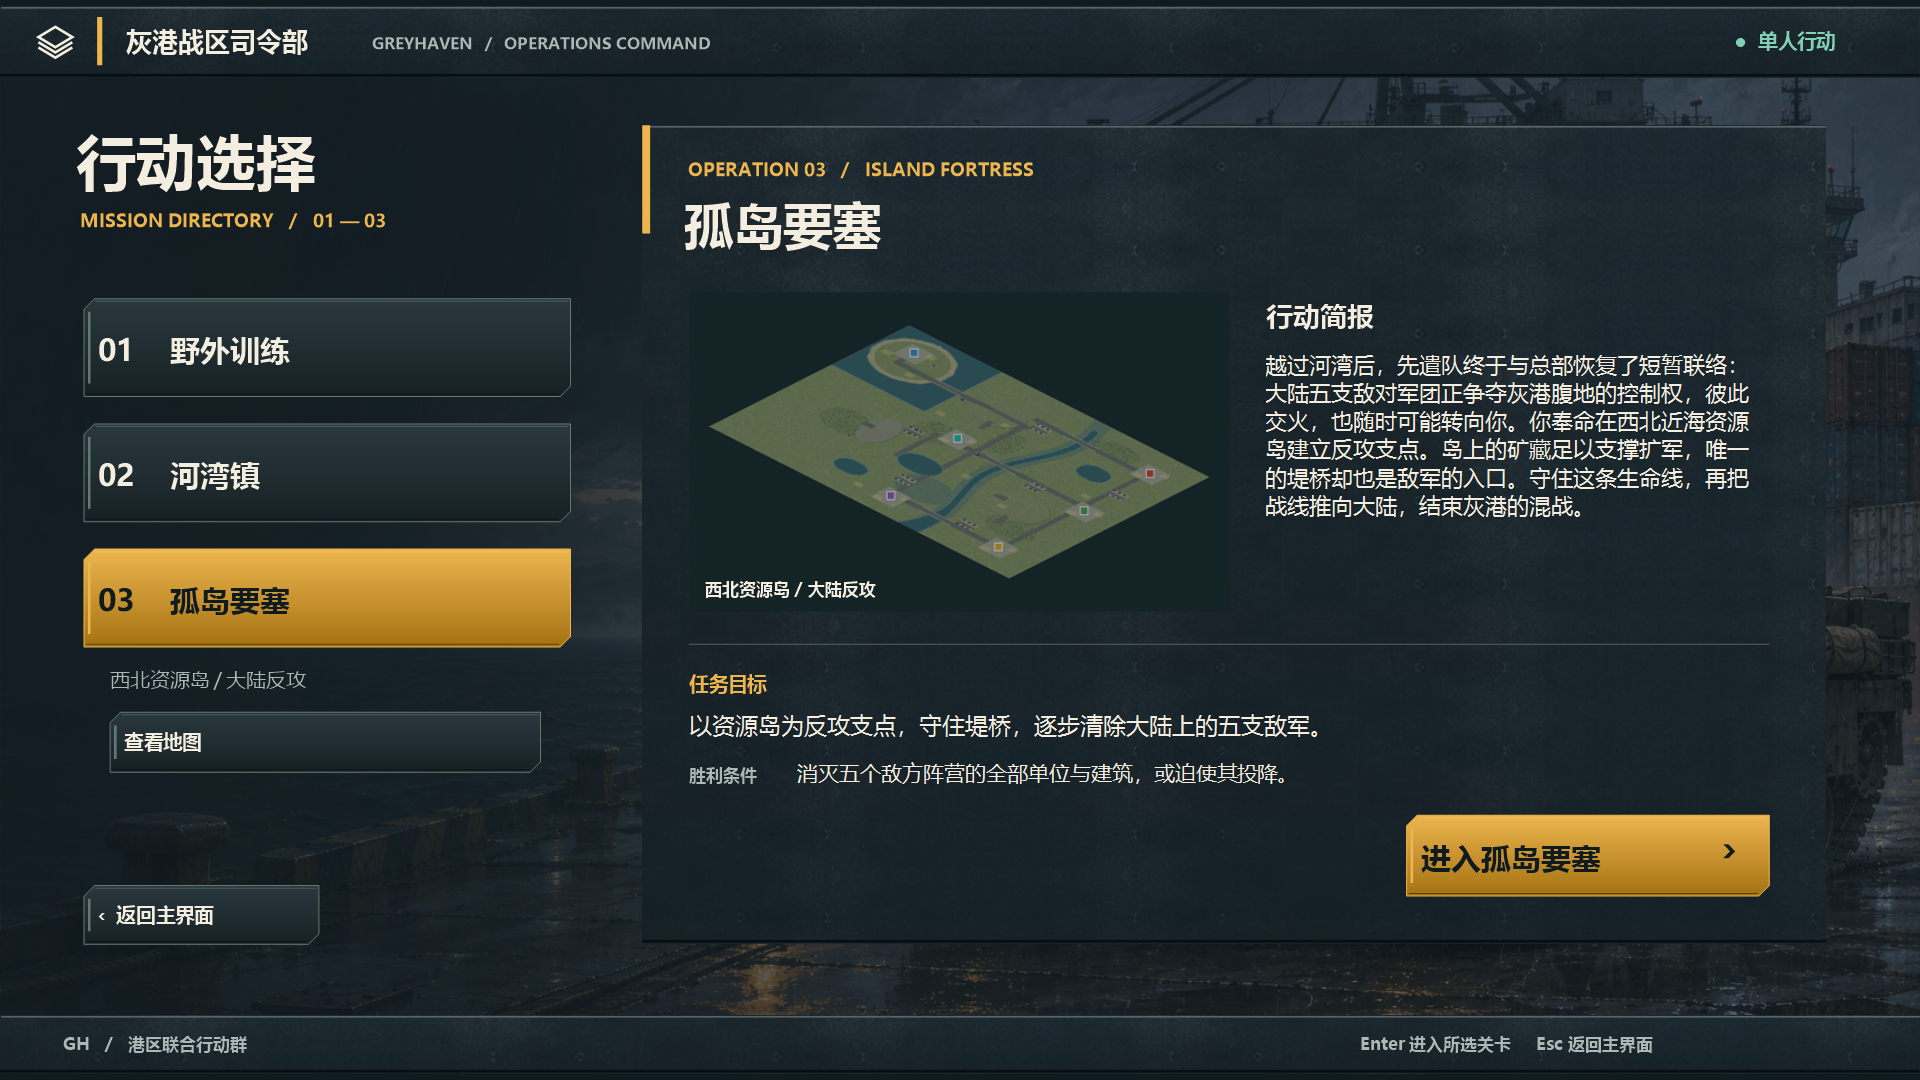 灰港战区司令部
GREYHAVEN / OPERATIONS COMMAND
单人行动
行动选择
MISSION DIRECTORY / 01 — 03
01 野外训练
02 河湾镇
03 孤岛要塞
西北资源岛 / 大陆反攻
查看地图
‹ 返回主界面
OPERATION 03 / ISLAND FORTRESS
孤岛要塞
西北资源岛 / 大陆反攻
行动简报
越过河湾后，先遣队终于与总部恢复了短暂联络：
大陆五支敌对军团正争夺灰港腹地的控制权，彼此
交火，也随时可能转向你。你奉命在西北近海资源
岛建立反攻支点。岛上的矿藏足以支撑扩军，唯一
的堤桥却也是敌军的入口。守住这条生命线，再把
战线推向大陆，结束灰港的混战。
任务目标
以资源岛为反攻支点，守住堤桥，逐步清除大陆上的五支敌军。
胜利条件 消灭五个敌方阵营的全部单位与建筑，或迫使其投降。
进入孤岛要塞 ›
GH / 港区联合行动群
Enter 进入所选关卡 Esc 返回主界面